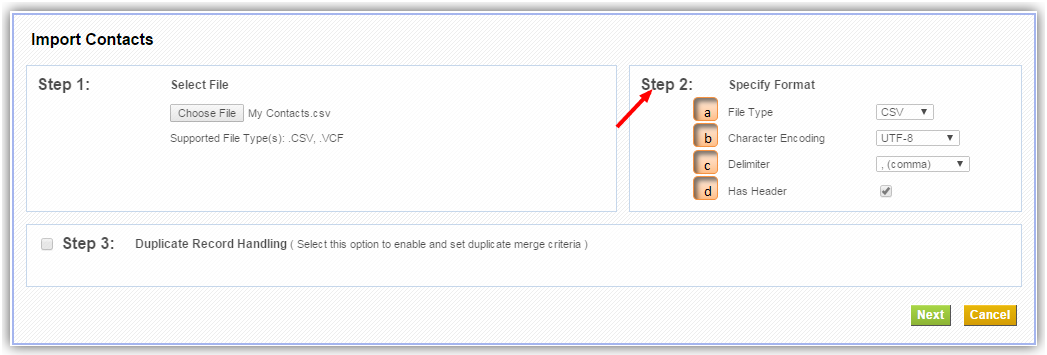 Import Contacts
Step 1:
Select File
Choose File My Contacts.csv
Supported File Type(s): .CSV, .VCF
Step 2:
Specify Format
a File Type CSV
b Character Encoding UTF-8
c Delimiter , (comma)
d Has Header
Step 3: Duplicate Record Handling ( Select this option to enable and set duplicate merge criteria )
Next Cancel